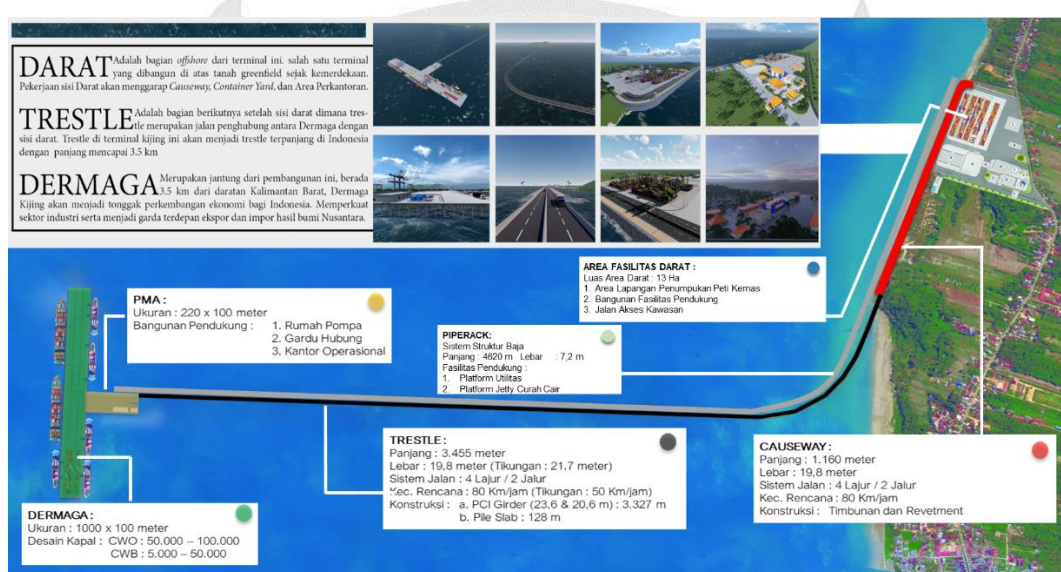 DARAT Adalah bagian offshore dari terminal ini. salah satu terminal
yang dibangun di atas tanah greenfield sejak kemerdekaan.
Pekerjaan sisi Darat akan menggarap Causeway, Container Yard, dan Area Perkantoran.
TRESTLE Adalah bagian berikutnya setelah sisi darat dimana tres-
tle merupakan jalan penghubung antara Dermaga dengan
sisi darat. Trestle di terminal kijing ini akan menjadi trestle terpanjang di Indonesia
dengan panjang mencapai 3.5 km
DERMAGA Merupakan jantung dari pembangunan ini, berada
3.5 km dari daratan Kalimantan Barat, Dermaga
Kijing akan menjadi tonggak perkembangan ekonomi bagi Indonesia. Memperkuat
sektor industri serta menjadi garda terdepan ekspor dan impor hasil bumi Nusantara.
AREA FASILITAS DARAT :
Luas Area Darat : 13 Ha
1. Area Lapangan Penumpukan Peti Kemas
2. Bangunan Fasilitas Pendukung
3. Jalan Akses Kawasan
PMA :
Ukuran : 220 x 100 meter
Bangunan Pendukung : 1. Rumah Pompa
2. Gardu Hubung
3. Kantor Operasional
PIPERACK:
Sistem Struktur Baja
Panjang : 4620 m Lebar : 7,2 m
Fasilitas Pendukung :
1. Platform Utilitas
2. Platform Jetty Curah Cair
TRESTLE :
Panjang : 3.455 meter
Lebar : 19,8 meter (Tikungan : 21.7 meter)
Sistem Jalan : 4 Lajur / 2 Jalur
Kec. Rencana : 80 Km/jam (Tikungan : 50 Km/jam)
Konstruksi : a. PCI Girder (23,6 & 20,6 m) : 3.327 m
b. Pile Slab : 128 m
CAUSEWAY :
Panjang : 1.160 meter
Lebar : 19,8 meter
Sistem Jalan : 4 Lajur / 2 Jalur
Kec. Rencana : 80 Km/jam
Konstruksi : Timbunan dan Revetment
DERMAGA :
Ukuran : 1000 x 100 meter
Desain Kapal : CWO : 50.000 – 100.000
CWB : 5.000 – 50.000